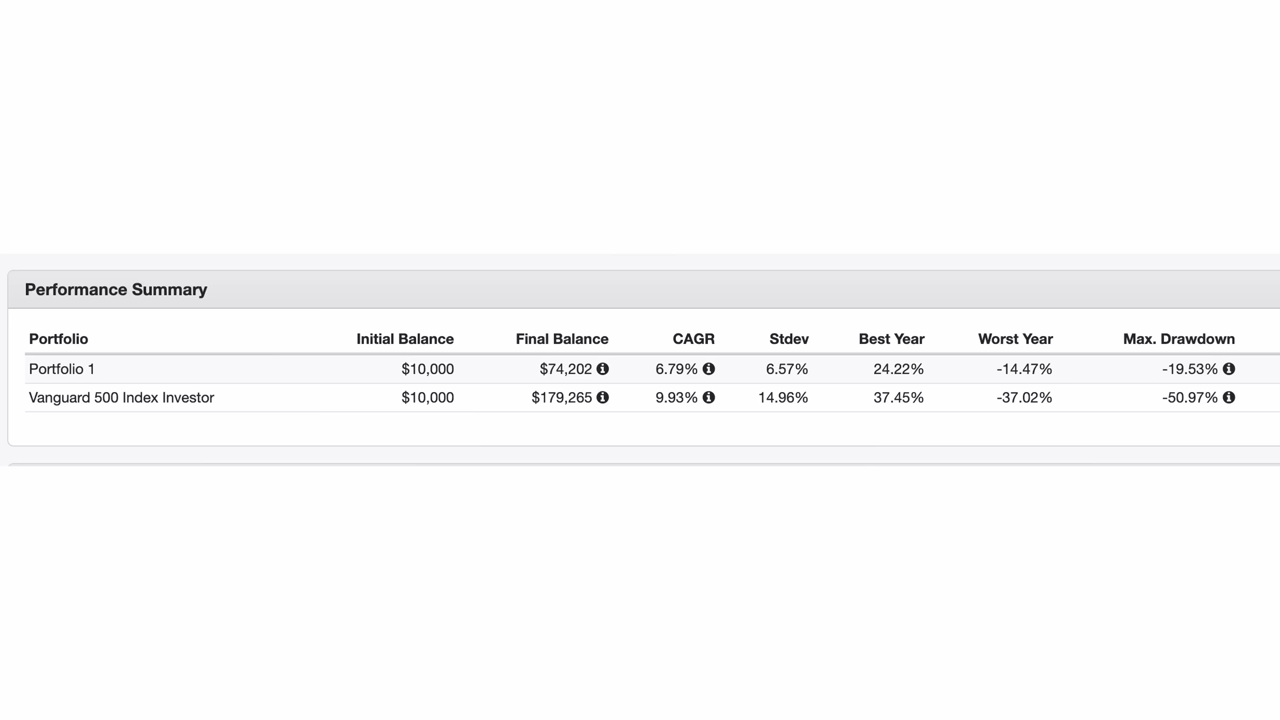 Performance Summary
Portfolio Initial Balance Final Balance CAGR Stdev Best Year Worst Year Max. Drawdown
Portfolio 1 $10,000 $74,202 6.79% 6.57% 24.22% -14.47% -19.53%
Vanguard 500 Index Investor $10,000 $179,265 9.93% 14.96% 37.45% -37.02% -50.97%